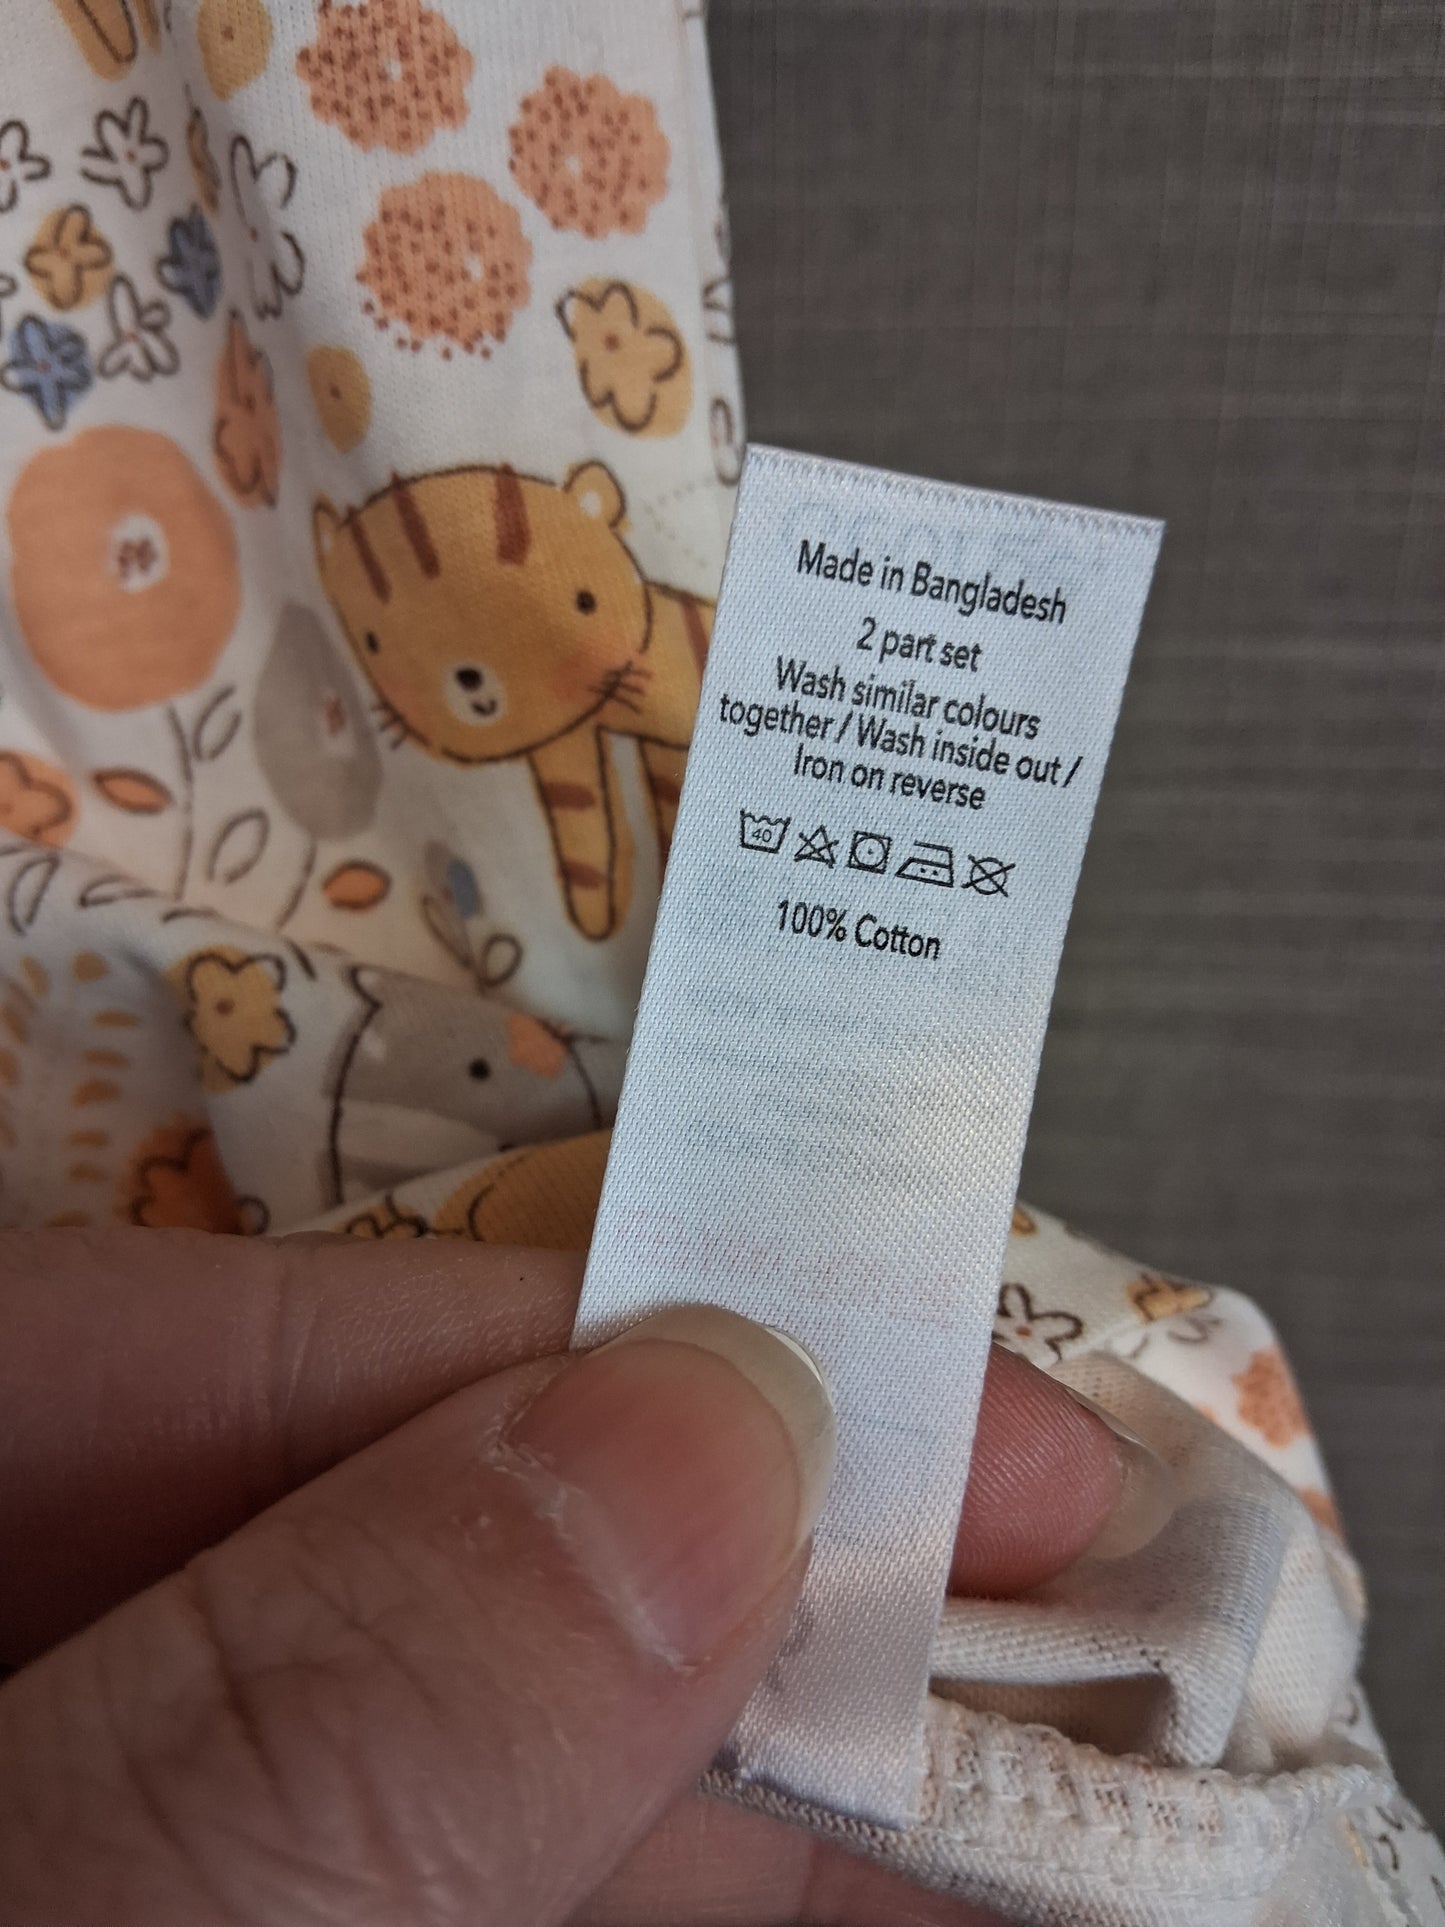 Made in Bangladesh
2 part set
Wash similar colours
together / Wash inside out /
Iron on reverse
40
100% Cotton